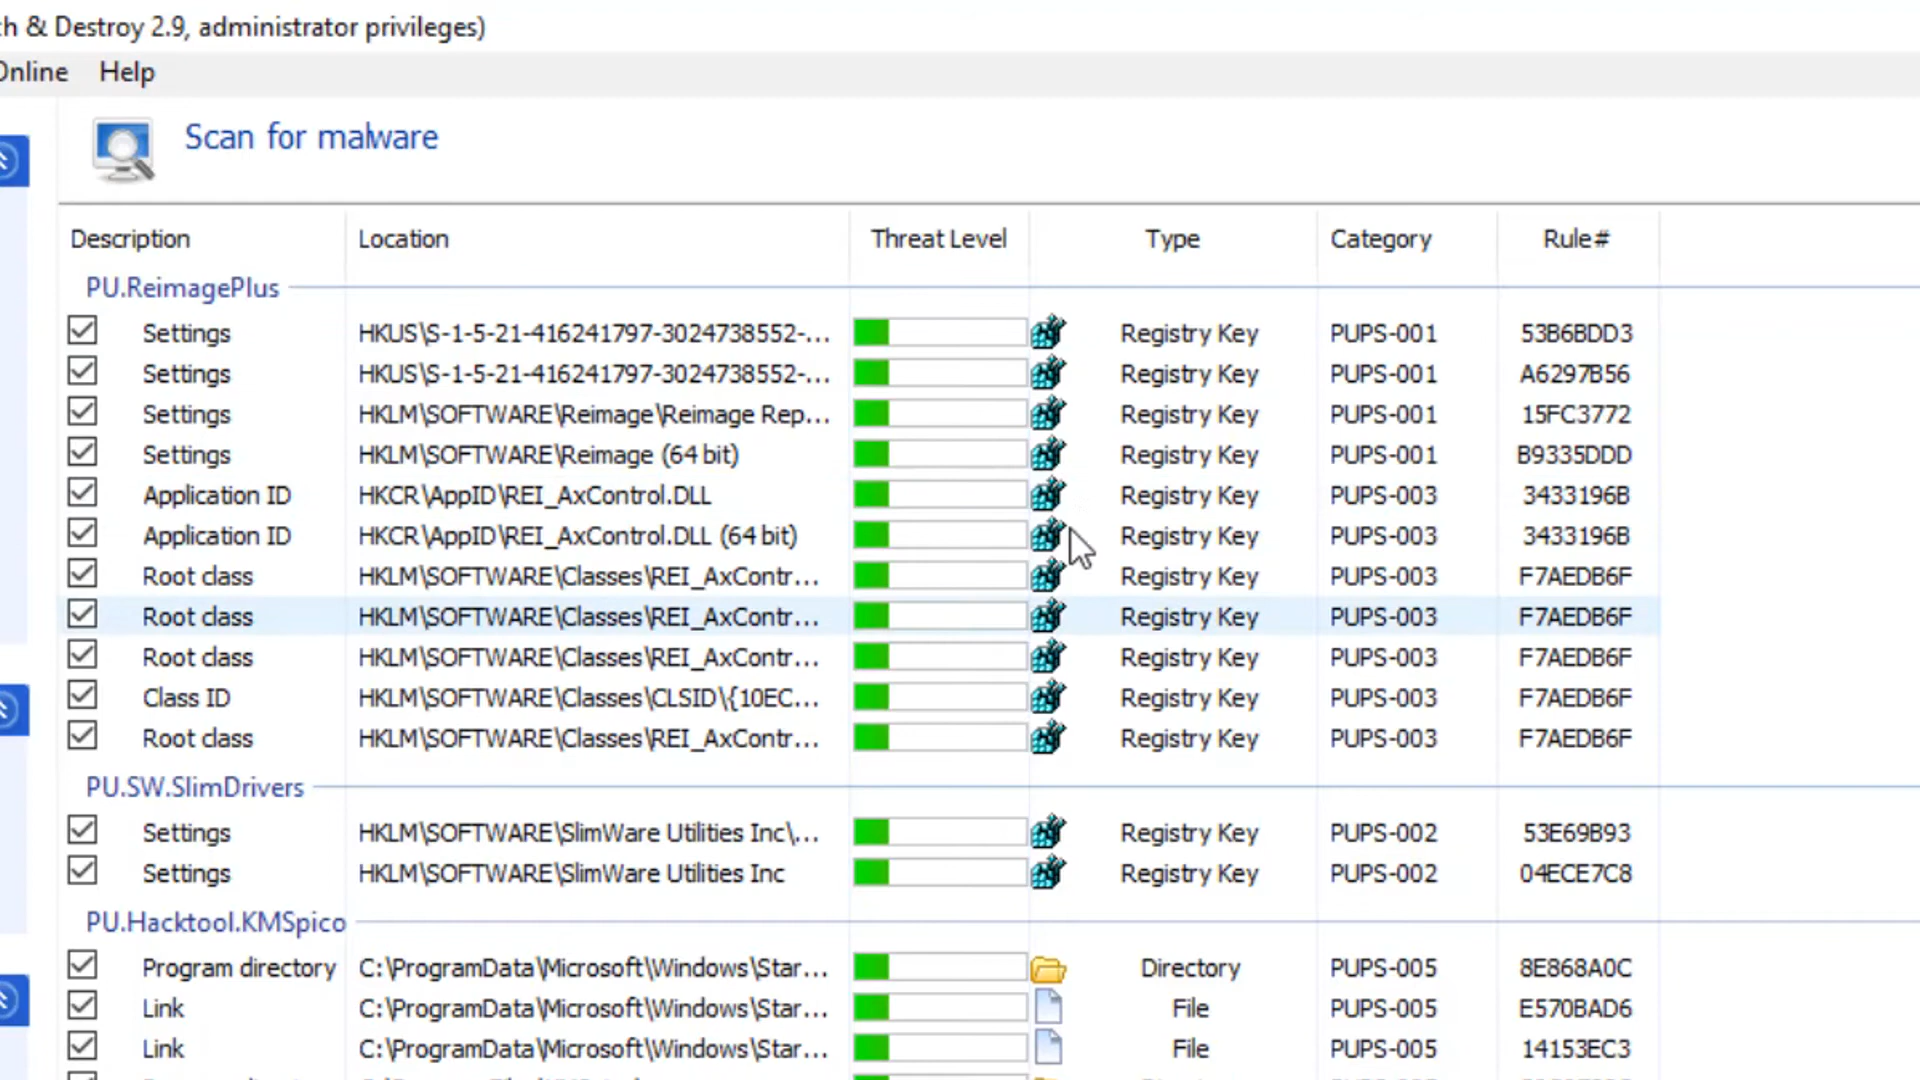 ch & Destroy 2.9, administrator privileges)
Online Help
Scan for malware
Description Location Threat Level Type Category Rule#
PU.ReimagePlus
Settings HKUS\S-1-5-21-416241797-3024738552-... Registry Key PUPS-001 53B6BDD3
Settings HKUS\S-1-5-21-416241797-3024738552-... Registry Key PUPS-001 A6297B56
Settings HKLM\SOFTWARE\Reimage\Reimage Rep... Registry Key PUPS-001 15FC3772
Settings HKLM\SOFTWARE\Reimage (64 bit) Registry Key PUPS-001 B9335DDD
Application ID HKCR\AppID\REI_AxControl.DLL Registry Key PUPS-003 3433196B
Application ID HKCR\AppID\REI_AxControl.DLL (64 bit) Registry Key PUPS-003 3433196B
Root class HKLM\SOFTWARE\Classes\REI_AxContr... Registry Key PUPS-003 F7AEDB6F
Root class HKLM\SOFTWARE\Classes\REI_AxContr... Registry Key PUPS-003 F7AEDB6F
Root class HKLM\SOFTWARE\Classes\REI_AxContr... Registry Key PUPS-003 F7AEDB6F
Class ID HKLM\SOFTWARE\Classes\CLSID\{10EC... Registry Key PUPS-003 F7AEDB6F
Root class HKLM\SOFTWARE\Classes\REI_AxContr... Registry Key PUPS-003 F7AEDB6F
PU.SW.SlimDrivers
Settings HKLM\SOFTWARE\SlimWare Utilities Inc\... Registry Key PUPS-002 53E69B93
Settings HKLM\SOFTWARE\SlimWare Utilities Inc Registry Key PUPS-002 04ECE7C8
PU.Hacktool.KMSpico
Program directory C:\ProgramData\Microsoft\Windows\Star... Directory PUPS-005 8E868A0C
Link C:\ProgramData\Microsoft\Windows\Star... File PUPS-005 E570BAD6
Link C:\ProgramData\Microsoft\Windows\Star... File PUPS-005 14153EC3